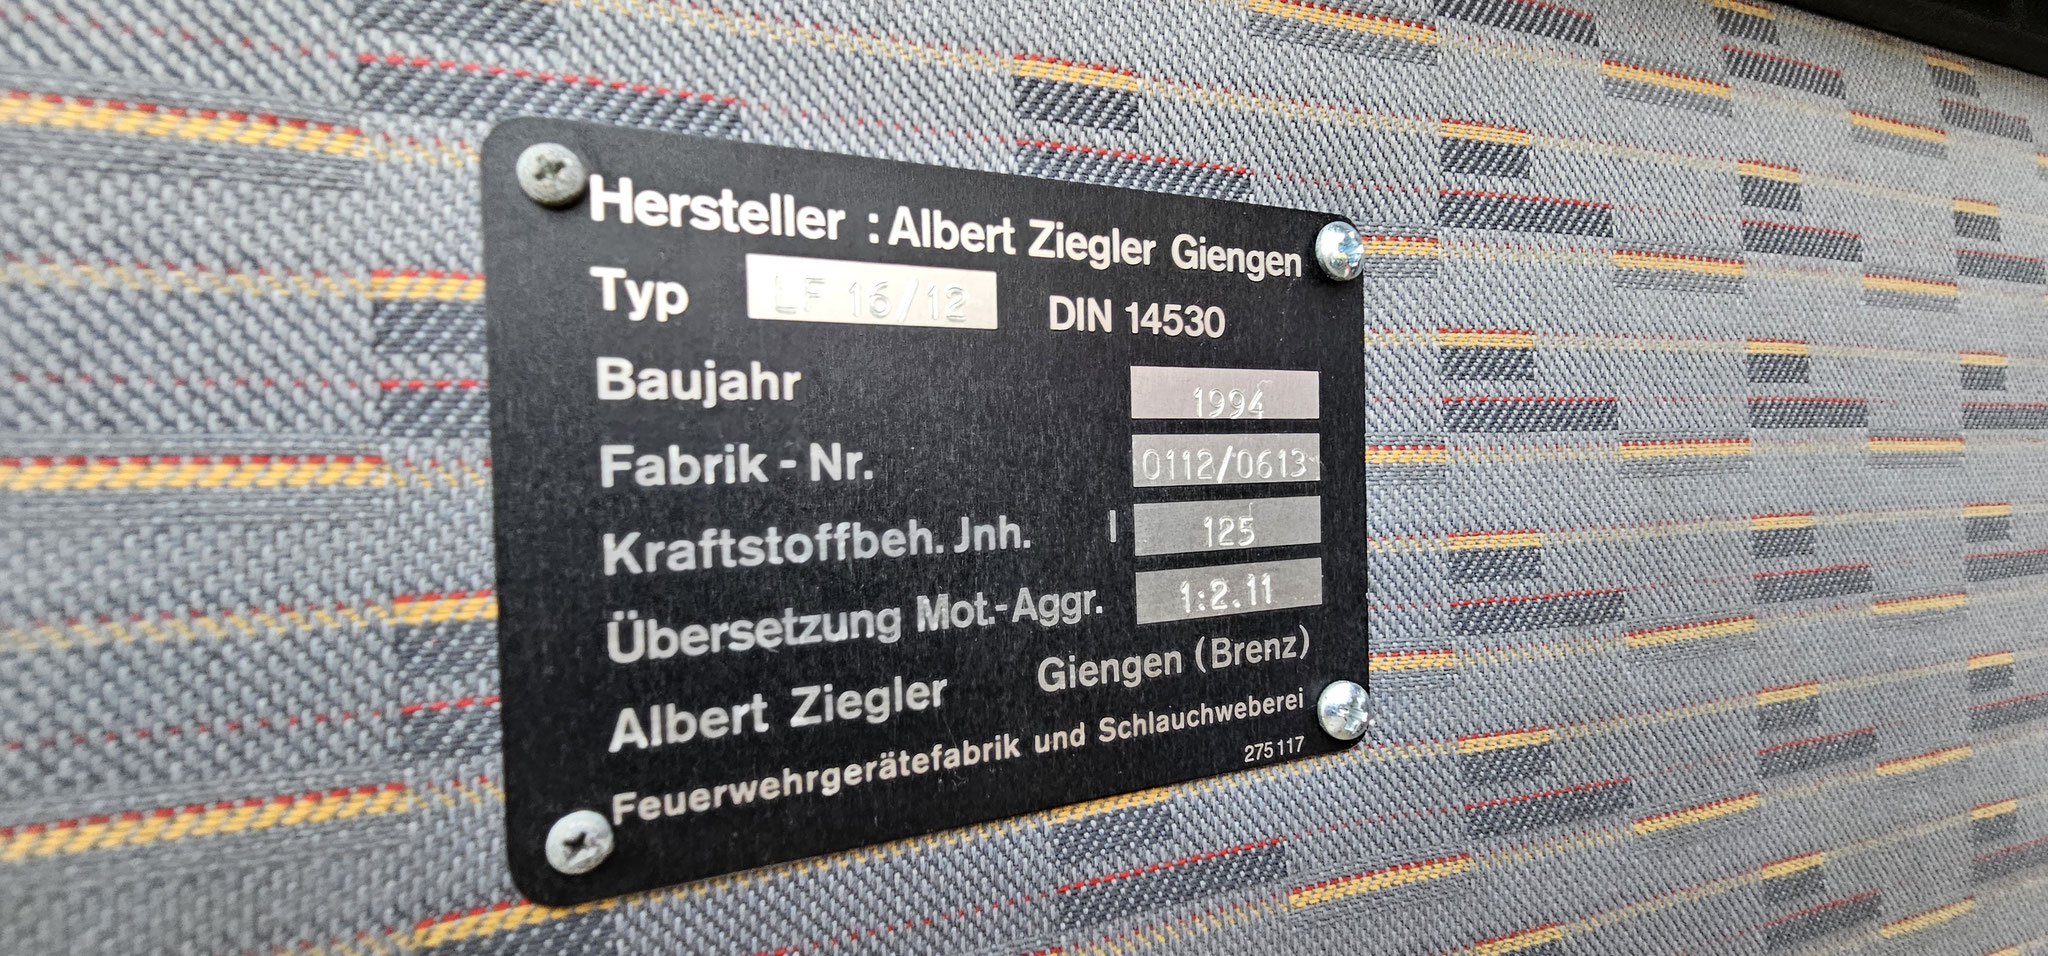 Hersteller : Albert Ziegler Giengen
Typ LF 16/12 DIN 14530
Baujahr 1994
Fabrik - Nr. 0112/0613
Kraftstoffbeh. Jnh. l 125
Übersetzung Mot.-Aggr. 1:2.11
Albert Ziegler Giengen (Brenz)
Feuerwehrgerätefabrik und Schlauchweberei
275 117